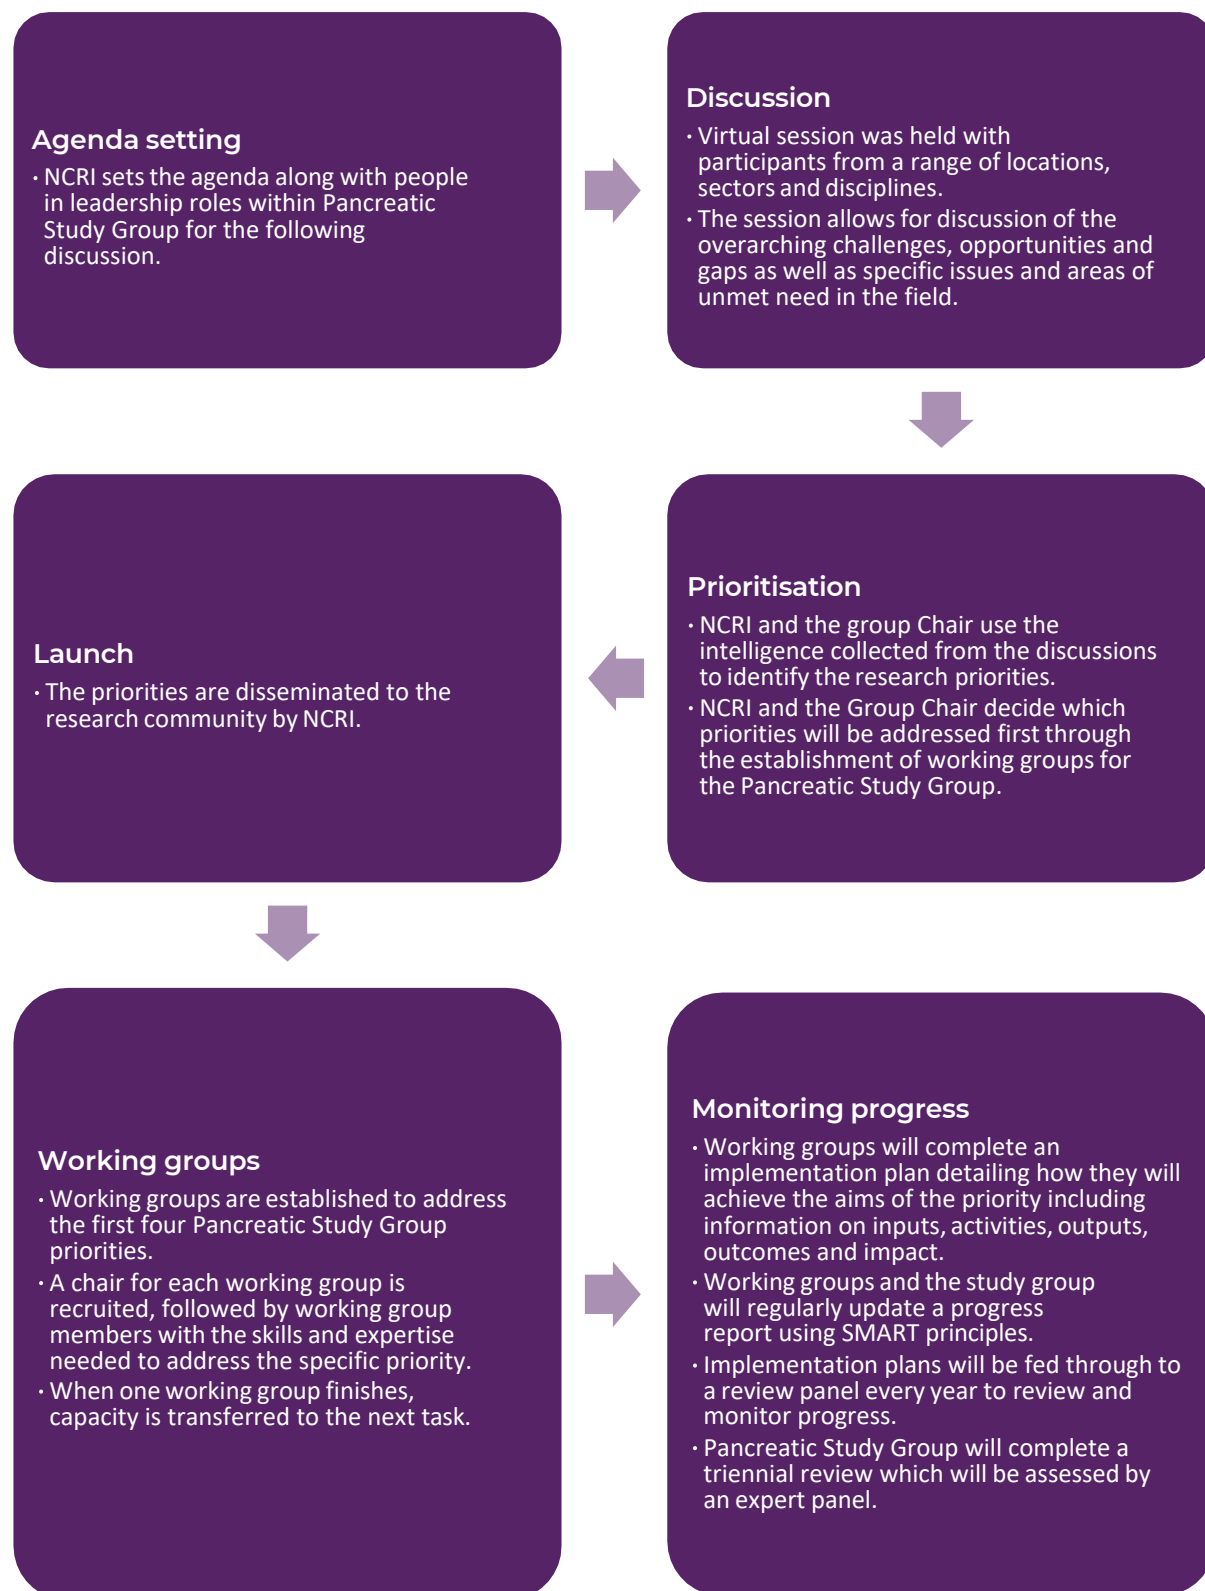 Agenda setting
· NCRI sets the agenda along with people
in leadership roles within Pancreatic
Study Group for the following
discussion.
Discussion
· Virtual session was held with
participants from a range of locations,
sectors and disciplines.
· The session allows for discussion of the
overarching challenges, opportunities and
gaps as well as specific issues and areas of
unmet need in the field.
Prioritisation
· NCRI and the group Chair use the
intelligence collected from the discussions
to identify the research priorities.
· NCRI and the Group Chair decide which
priorities will be addressed first through
the establishment of working groups for
the Pancreatic Study Group.
Launch
· The priorities are disseminated to the
research community by NCRI.
Working groups
· Working groups are established to address
the first four Pancreatic Study Group
priorities.
· A chair for each working group is
recruited, followed by working group
members with the skills and expertise
needed to address the specific priority.
· When one working group finishes,
capacity is transferred to the next task.
Monitoring progress
· Working groups will complete an
implementation plan detailing how they will
achieve the aims of the priority including
information on inputs, activities, outputs,
outcomes and impact.
· Working groups and the study group
will regularly update a progress
report using SMART principles.
· Implementation plans will be fed through to
a review panel every year to review and
monitor progress.
· Pancreatic Study Group will complete a
triennial review which will be assessed by
an expert panel.